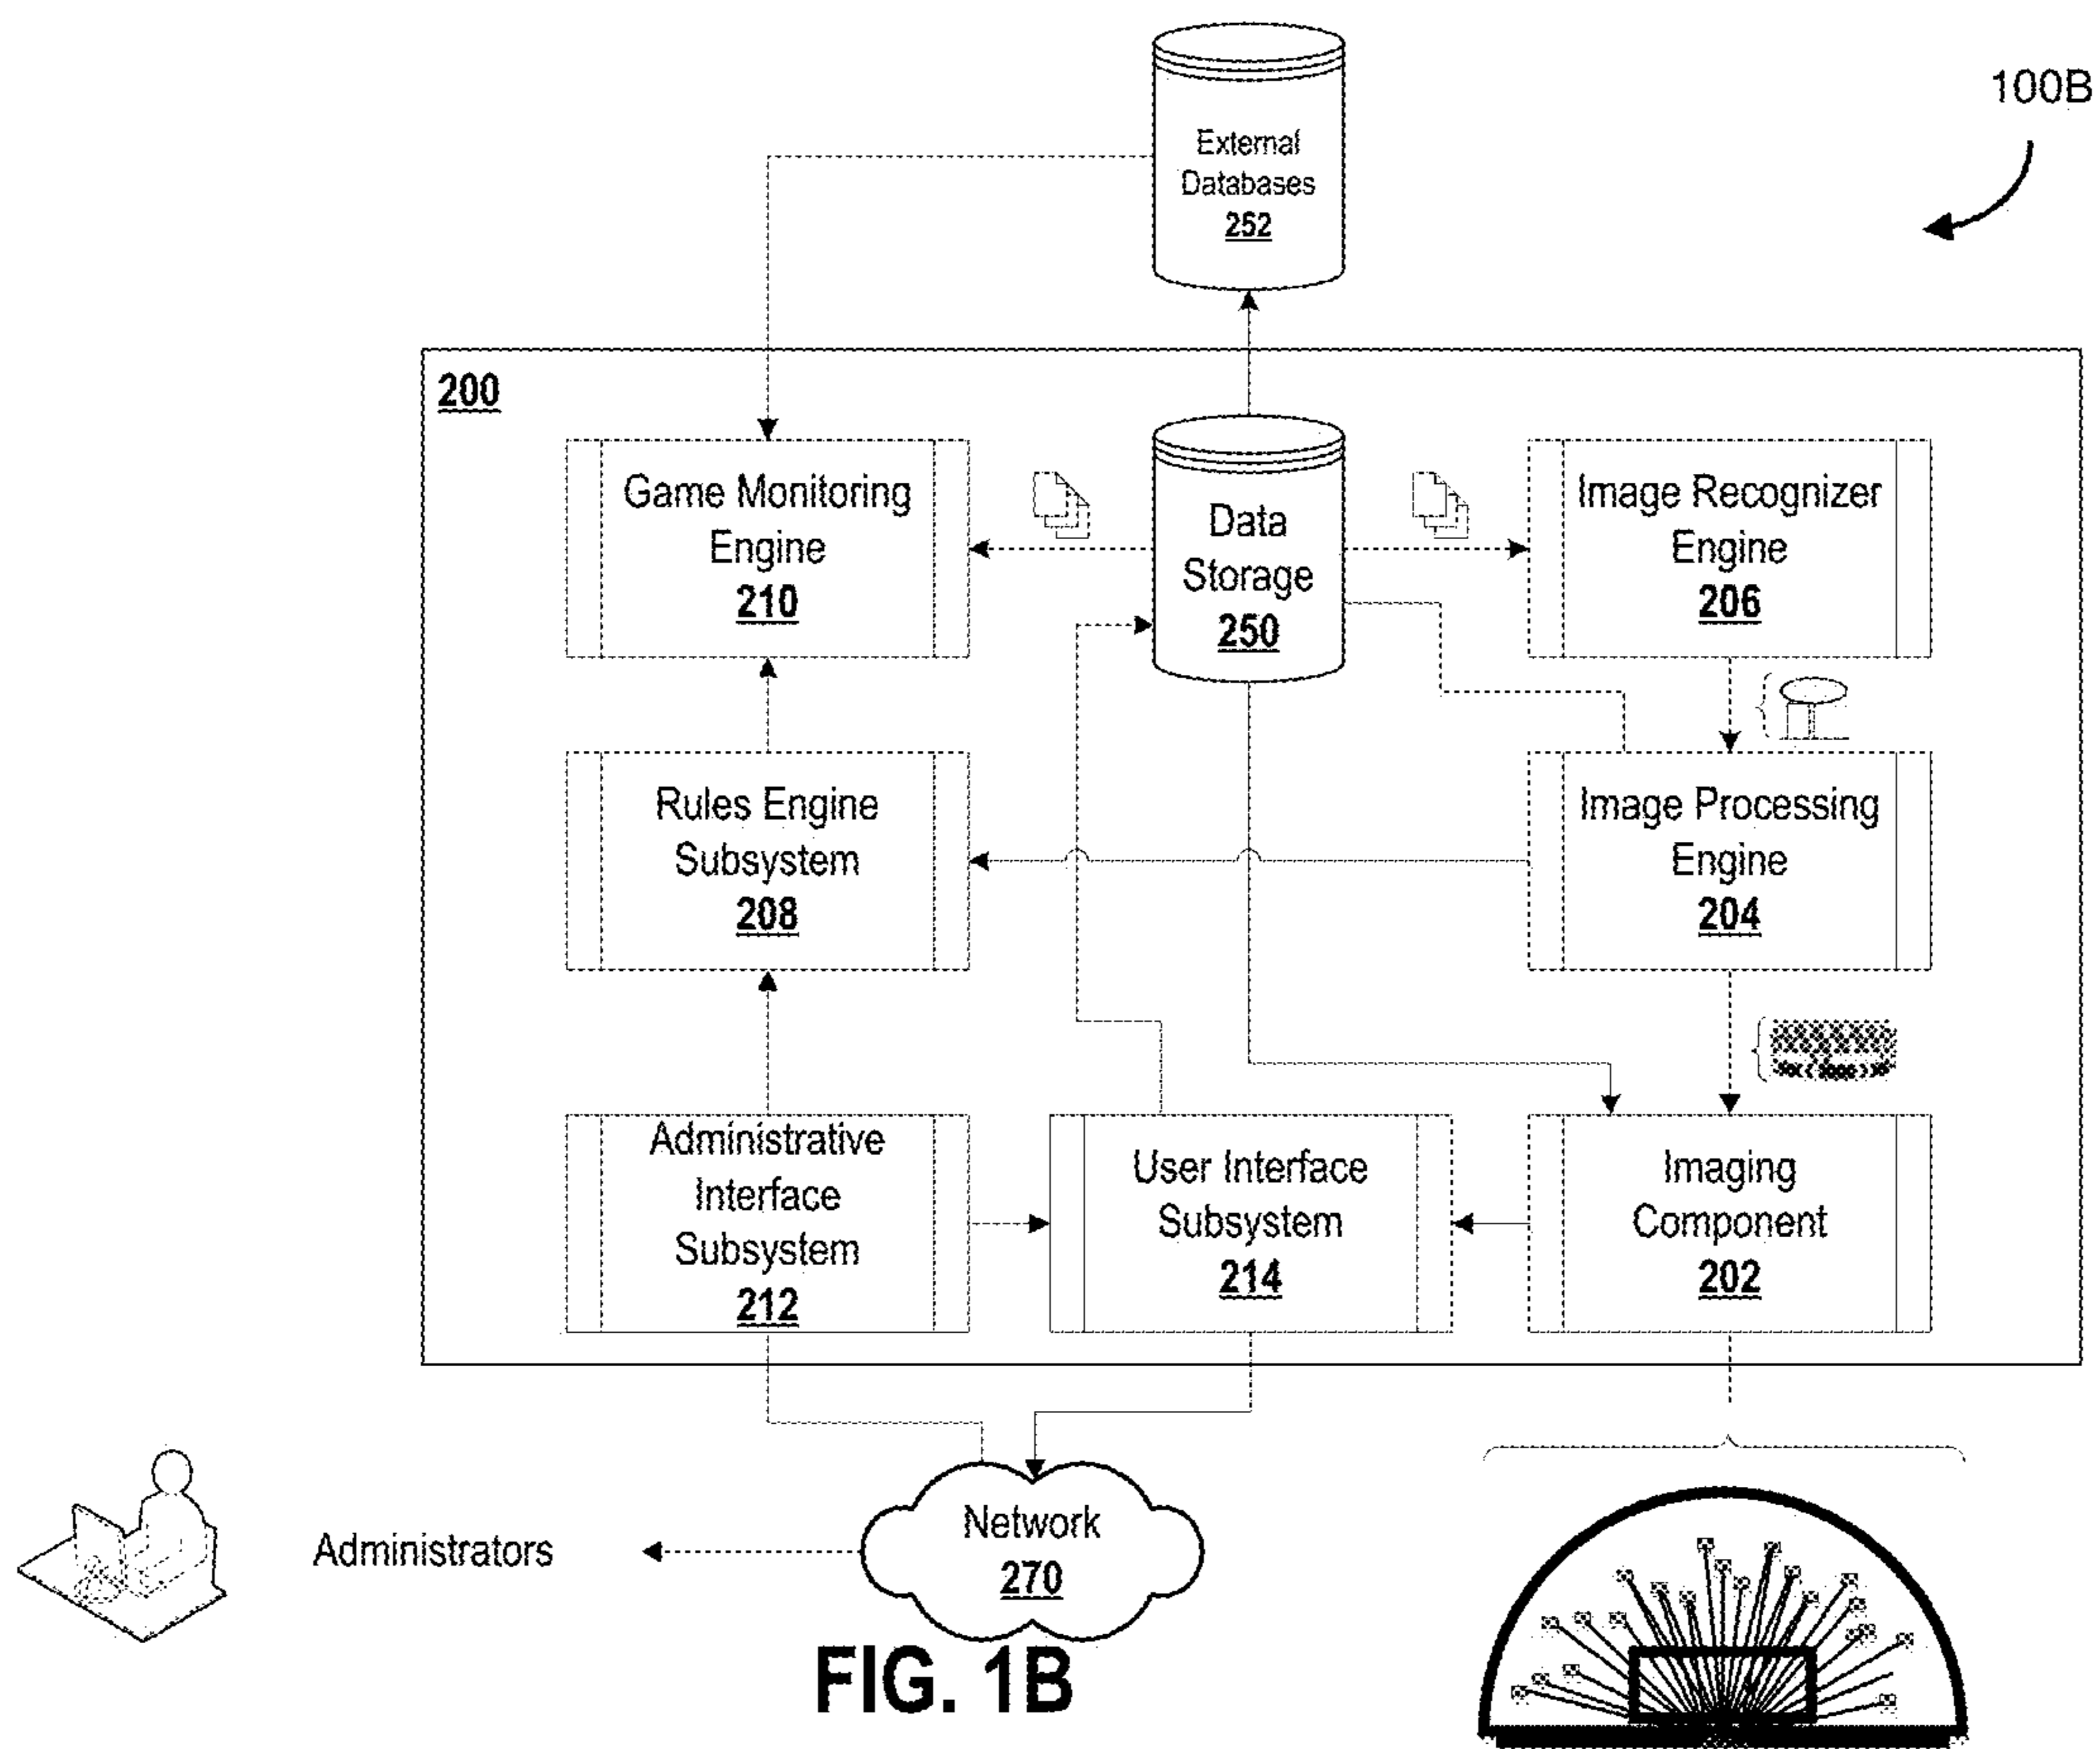 100B
External
Databases
252
200
Game Monitoring
Engine
210
Data
Storage
250
Image Recognizer
Engine
206
Rules Engine
Subsystem
208
Image Processing
Engine
204
Administrative
Interface
Subsystem
212
User Interface
Subsystem
214
Imaging
Component
202
Administrators
Network
270
FIG. 1B